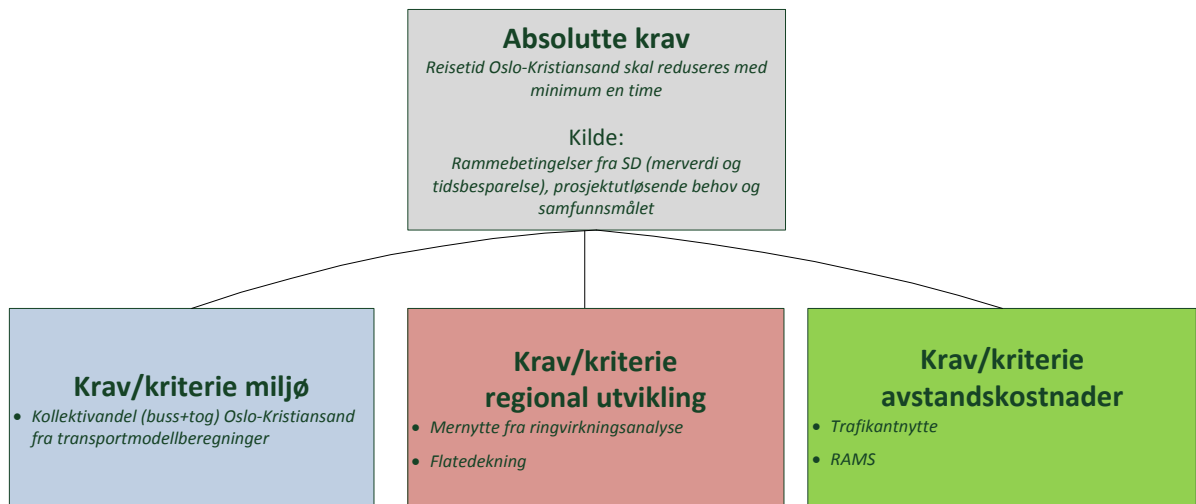 Absolutte krav
Reisetid Oslo-Kristiansand skal reduseres med
minimum en time
Kilde:
Rammebetingelser fra SD (merverdi og
tidsbesparelse), prosjektutløsende behov og
samfunnsmålet
Krav/kriterie miljø
• Kollektivandel (buss+tog) Oslo-Kristiansand
fra transportmodellberegninger
Krav/kriterie
regional utvikling
• Mernytte fra ringvirkningsanalyse
• Flatedekning
Krav/kriterie
avstandskostnader
• Trafikantnytte
• RAMS